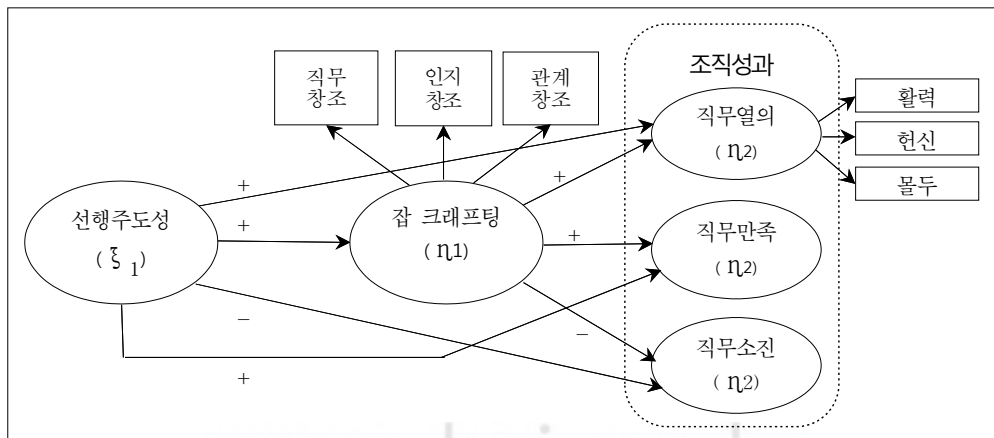 직무
창조
인지
창조
관계
창조
조직성과
직무열의
( η2)
활력
헌신
몰두
+
+
+
선행주도성
( ξ 1)
잡 크래프팅
( η1)
+
직무만족
( η2)
−
−
+
직무소진
( η2)